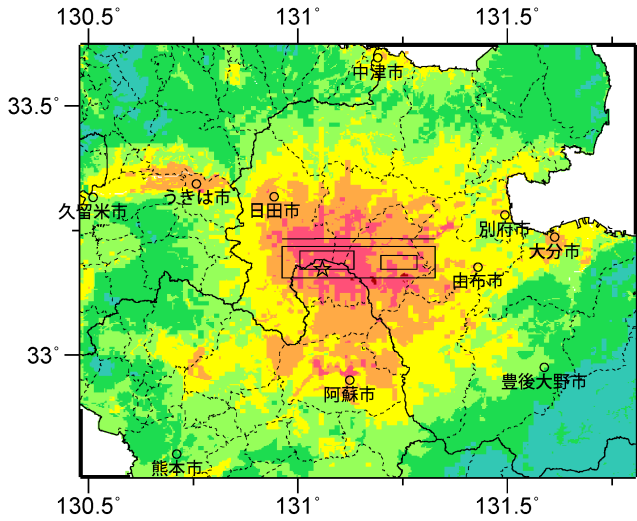 130.5° 131° 131.5°
中津市
33.5°
うきは市
久留米市 日田市
別府市
大分市
由布市
33°
豊後大野市
阿蘇市
熊本市
130.5° 131° 131.5°